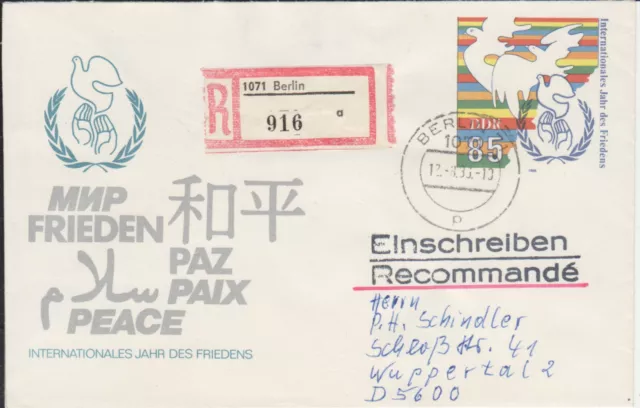 R
1071 Berlin
916
a
Internationales Jahr des Friedens
DDR
85
BERLIN
p
МИР
和平
FRIEDEN
PAZ
سلام
PAIX
PEACE
INTERNATIONALES JAHR DES FRIEDENS
Einschreiben
Recommandé
Herrn
P.H. Schindler
Schloßstr. 41
Wuppertal 2
D 5600